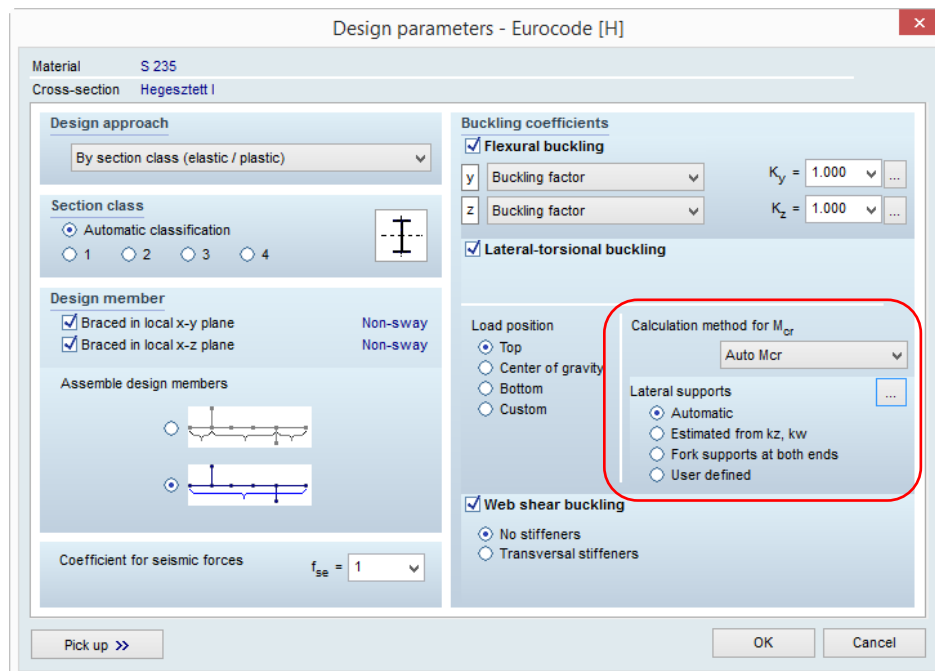 Design parameters - Eurocode [H]
Material S 235
Cross-section Hegesztett I
Design approach
By section class (elastic / plastic)
Section class
Automatic classification
1 2 3 4
Design member
Braced in local x-y plane Non-sway
Braced in local x-z plane Non-sway
Assemble design members
Coefficient for seismic forces fse = 1
Buckling coefficients
Flexural buckling
y Buckling factor Ky = 1.000 ...
z Buckling factor Kz = 1.000 ...
Lateral-torsional buckling
Load position
Top
Center of gravity
Bottom
Custom
Calculation method for Mcr
Auto Mcr
Lateral supports ...
Automatic
Estimated from kz, kw
Fork supports at both ends
User defined
Web shear buckling
No stiffeners
Transversal stiffeners
Pick up >>
OK Cancel